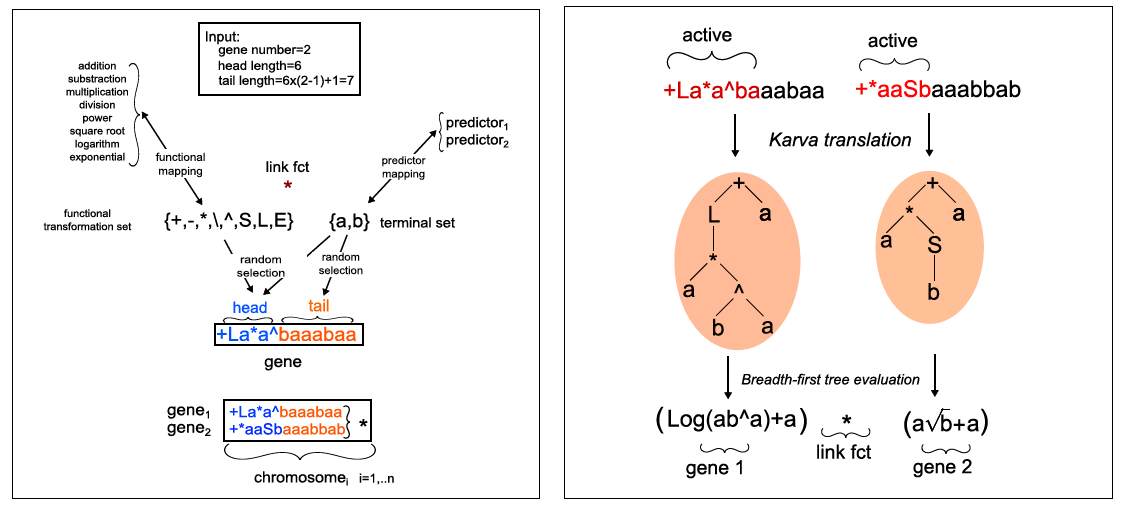 Input:
gene number=2
head length=6
tail length=6x(2-1)+1=7
addition
substraction
multiplication
division
power
square root
logarithm
exponential
functional
mapping
link fct
*
predictor1
predictor2
predictor
mapping
functional
transformation set
{+,-,*,\,^,S,L,E}
{a,b}
terminal set
random
selection
random
selection
head
tail
+La*a^baaabaa
gene
gene1
+La*a^baaabaa
gene2
+*aaSbaaabbab
*
chromosomei i=1,..n
active
active
+La*a^baaabaa
+*aaSbaaabbab
Karva translation
+
L a
*
a ^
b a
+
* a
a S
b
Breadth-first tree evaluation
(Log(ab^a)+a)
*
(a√b+a)
gene 1
link fct
gene 2